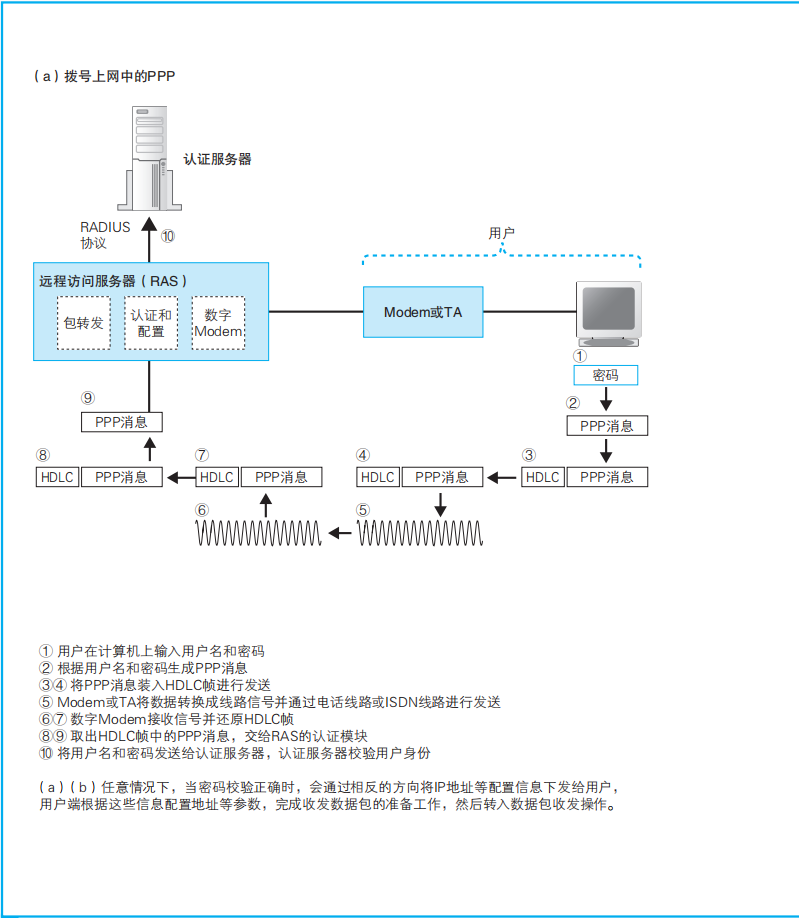 (a)拨号上网中的PPP
认证服务器
RADIUS
协议
⑩
用户
远程访问服务器(RAS)
包转发
认证和
配置
数字
Modem
Modem或TA
①
密码
②
PPP消息
⑨
PPP消息
⑧
HDLC PPP消息
⑦
HDLC PPP消息
④
HDLC PPP消息
③
HDLC PPP消息
⑥
⑤
① 用户在计算机上输入用户名和密码
② 根据用户名和密码生成PPP消息
③④ 将PPP消息装入HDLC帧进行发送
⑤ Modem或TA将数据转换成线路信号并通过电话线路或ISDN线路进行发送
⑥⑦ 数字Modem接收信号并还原HDLC帧
⑧⑨ 取出HDLC帧中的PPP消息，交给RAS的认证模块
⑩ 将用户名和密码发送给认证服务器，认证服务器校验用户身份
(a)(b)任意情况下，当密码校验正确时，会通过相反的方向将IP地址等配置信息下发给用户，
用户端根据这些信息配置地址等参数，完成收发数据包的准备工作，然后转入数据包收发操作。